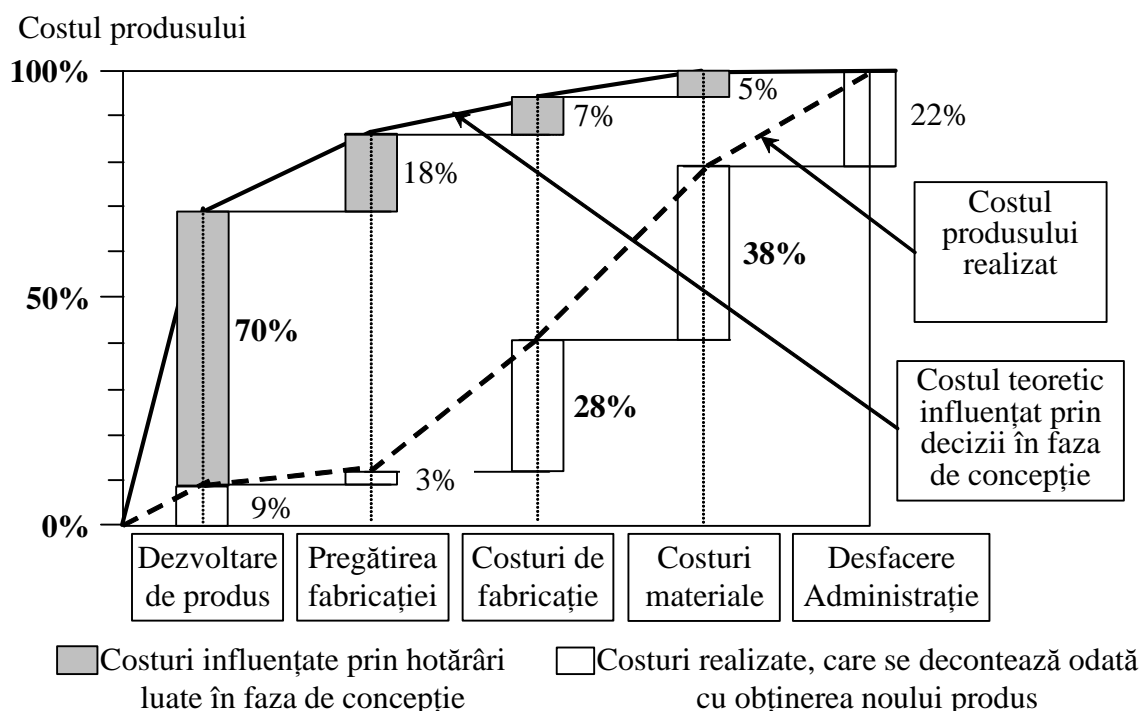 Costul produsului
100%
5%
7%
22%
18%
Costul
produsului
realizat
38%
50%
70%
Costul teoretic
influențat prin
decizii în faza
de concepție
28%
3%
9%
0%
Dezvoltare
de produs
Pregătirea
fabricației
Costuri de
fabricație
Costuri
materiale
Desfacere
Administrație
Costuri influențate prin hotărâri
luate în faza de concepție
Costuri realizate, care se decontează odată
cu obținerea noului produs